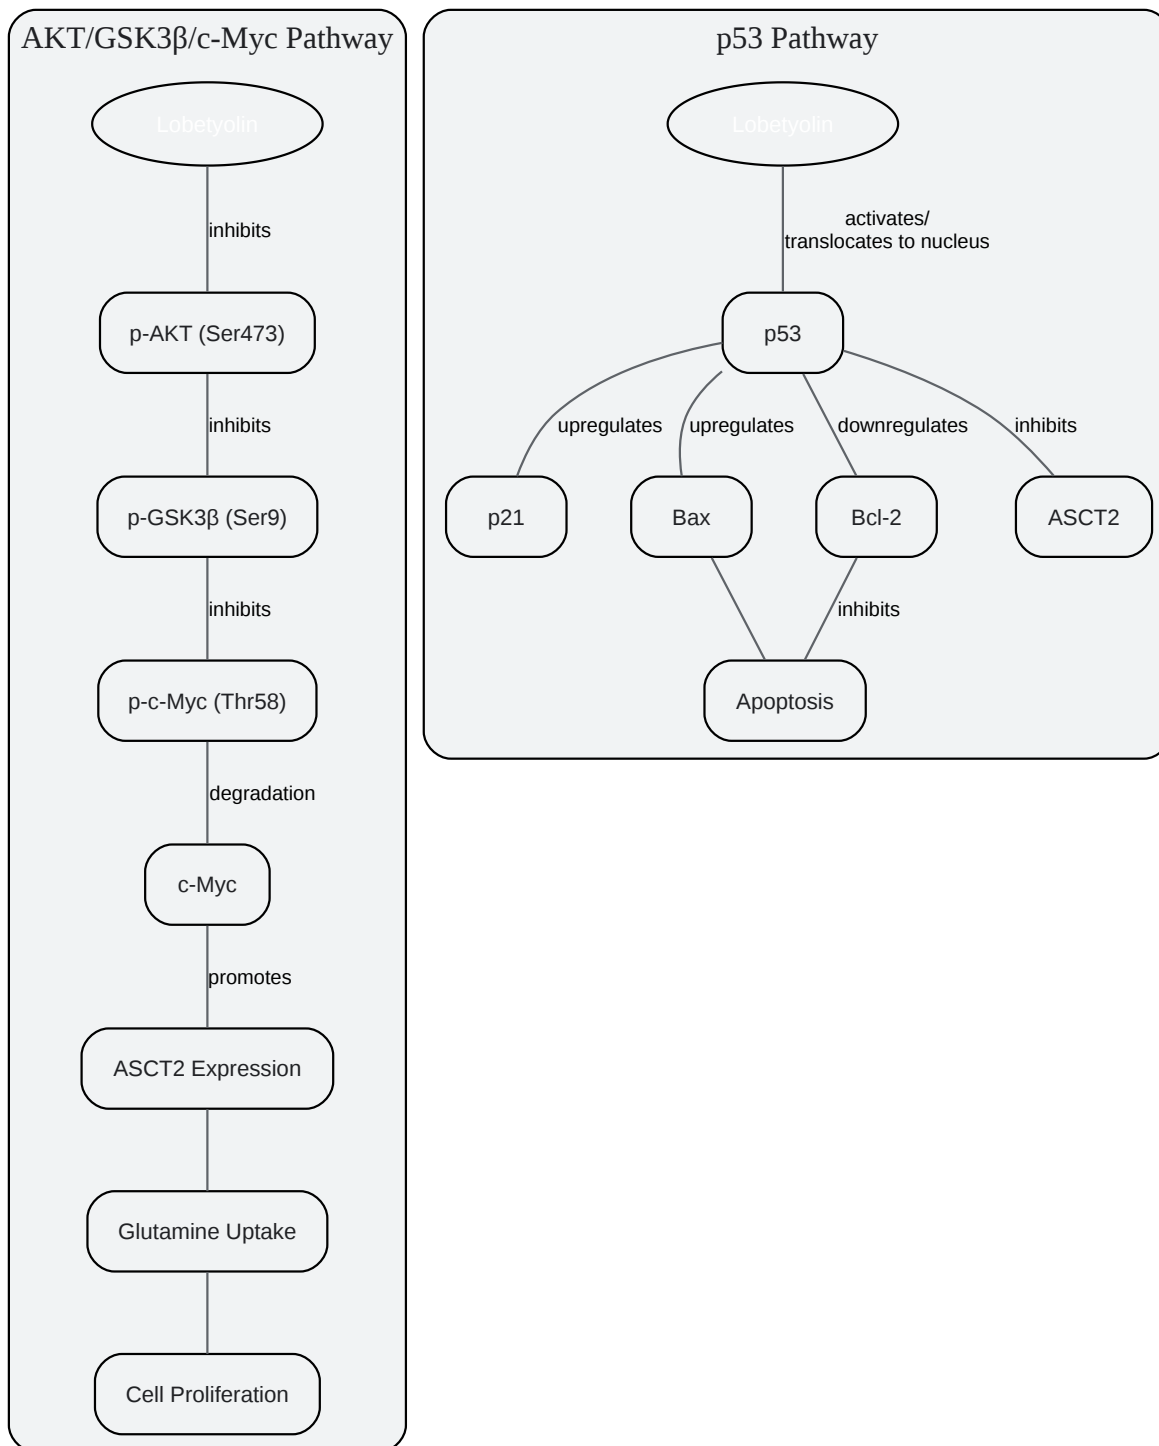 AKT/GSK3β/c-Myc Pathway
Lobetyolin
inhibits
p-AKT (Ser473)
inhibits
p-GSK3β (Ser9)
inhibits
p-c-Myc (Thr58)
degradation
c-Myc
promotes
ASCT2 Expression
Glutamine Uptake
Cell Proliferation
p53 Pathway
Lobetyolin
activates/
translocates to nucleus
p53
upregulates
upregulates
downregulates
inhibits
p21
Bax
Bcl-2
ASCT2
inhibits
Apoptosis